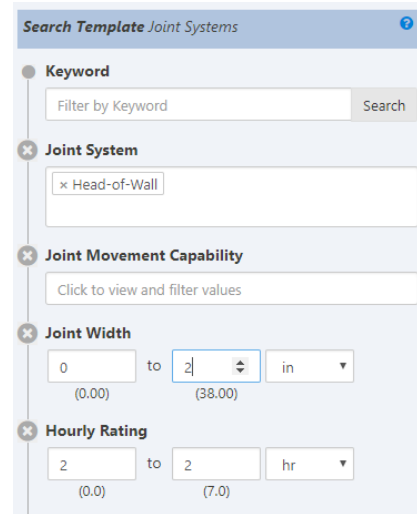 Search Template Joint Systems ?
Keyword
Filter by Keyword Search
Joint System
× Head-of-Wall
Joint Movement Capability
Click to view and filter values
Joint Width
0 to 2 in
(0.00) (38.00)
Hourly Rating
2 to 2 hr
(0.0) (7.0)